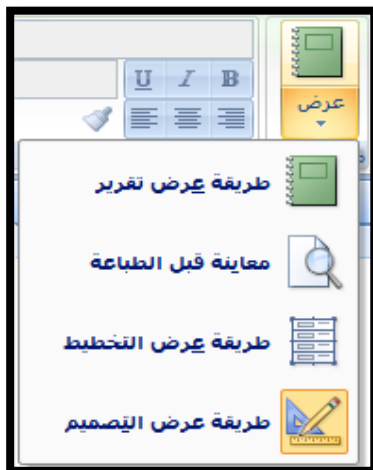 B I U
عرض
طريقة عرض تقرير
معاينة قبل الطباعة
طريقة عرض التخطيط
طريقة عرض التصميم